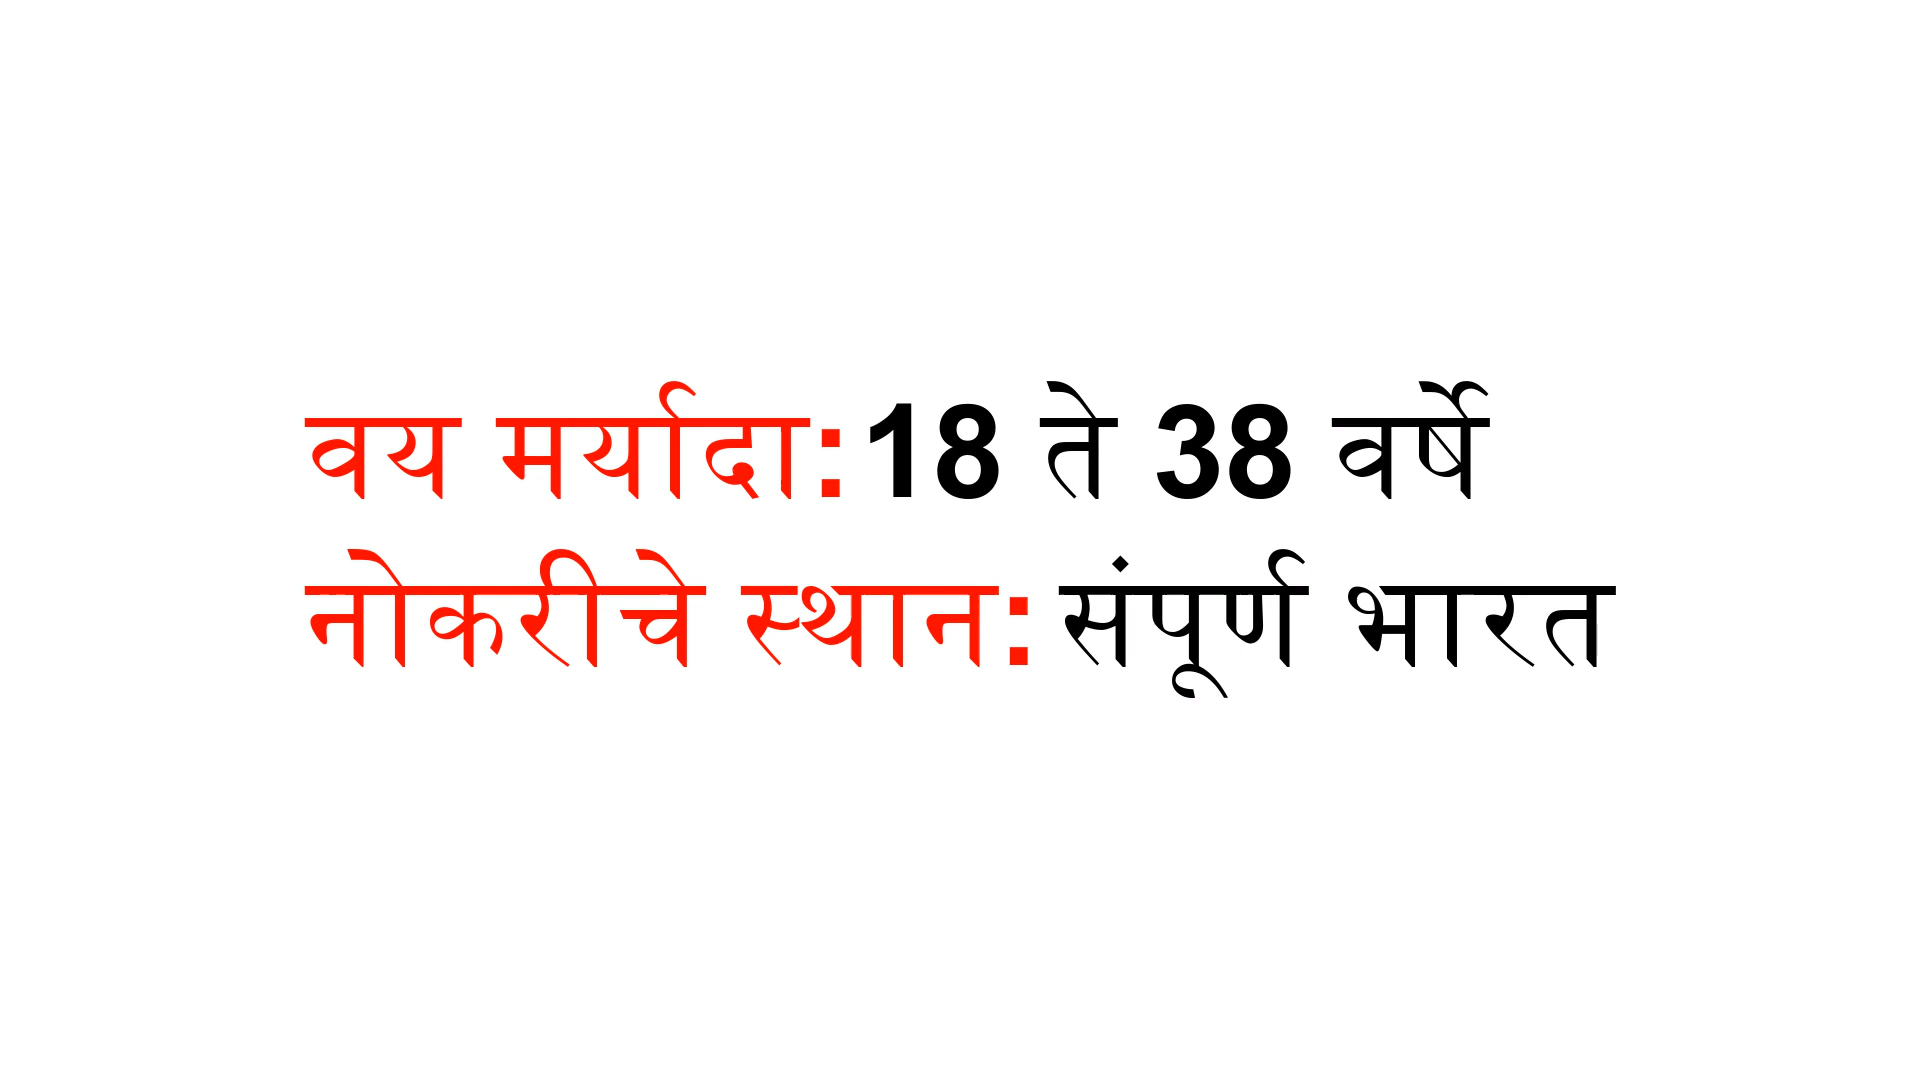 वय मर्यादा: 18 ते 38 वर्षे
नोकरीचे स्थान: संपूर्ण भारत